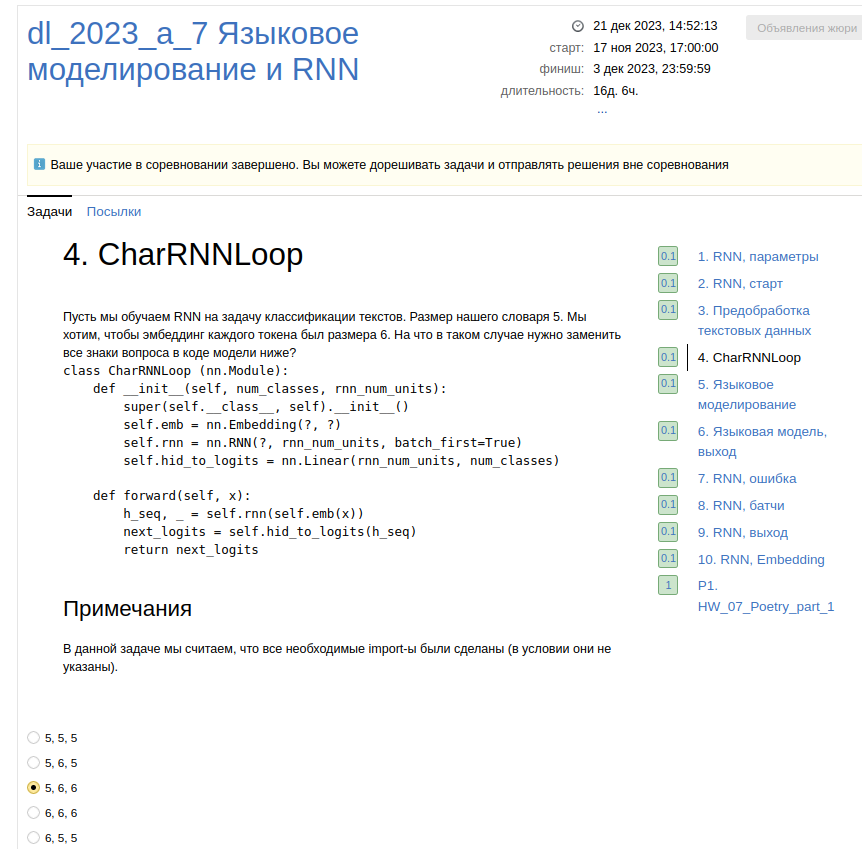 dl_2023_a_7 Языковое
моделирование и RNN
21 дек 2023, 14:52:13
старт: 17 ноя 2023, 17:00:00
финиш: 3 дек 2023, 23:59:59
длительность: 16д. 6ч.
...
Объявления жюри
Ваше участие в соревновании завершено. Вы можете дорешивать задачи и отправлять решения вне соревнования
Задачи Посылки
4. CharRNNLoop
Пусть мы обучаем RNN на задачу классификации текстов. Размер нашего словаря 5. Мы
хотим, чтобы эмбеддинг каждого токена был размера 6. На что в таком случае нужно заменить
все знаки вопроса в коде модели ниже?
class CharRNNLoop (nn.Module):
    def __init__(self, num_classes, rnn_num_units):
        super(self.__class__, self).__init__()
        self.emb = nn.Embedding(?, ?)
        self.rnn = nn.RNN(?, rnn_num_units, batch_first=True)
        self.hid_to_logits = nn.Linear(rnn_num_units, num_classes)
    def forward(self, x):
        h_seq, _ = self.rnn(self.emb(x))
        next_logits = self.hid_to_logits(h_seq)
        return next_logits
Примечания
В данной задаче мы считаем, что все необходимые import-ы были сделаны (в условии они не
указаны).
5, 5, 5
5, 6, 5
5, 6, 6
6, 6, 6
6, 5, 5
0.1 1. RNN, параметры
0.1 2. RNN, старт
0.1 3. Предобработка
текстовых данных
0.1 4. CharRNNLoop
0.1 5. Языковое
моделирование
0.1 6. Языковая модель,
выход
0.1 7. RNN, ошибка
0.1 8. RNN, батчи
0.1 9. RNN, выход
0.1 10. RNN, Embedding
1 P1.
HW_07_Poetry_part_1